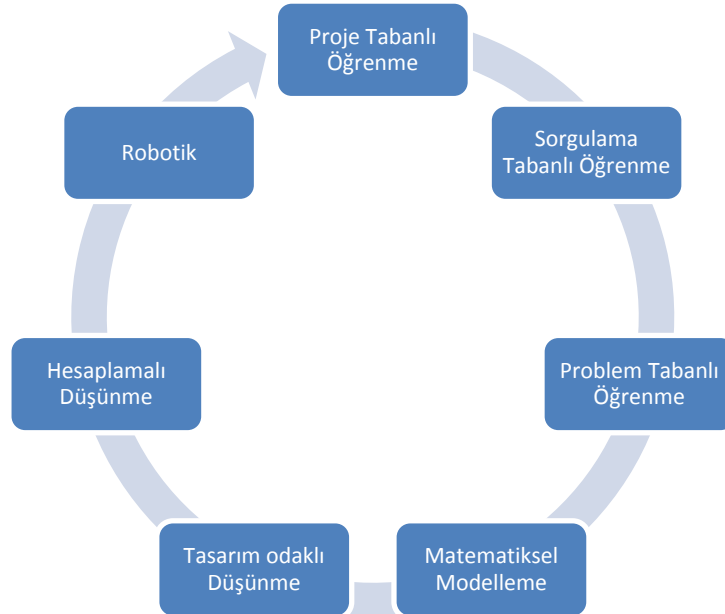 Proje Tabanlı
Öğrenme
Sorgulama
Tabanlı Öğrenme
Problem Tabanlı
Öğrenme
Matematiksel
Modelleme
Tasarım odaklı
Düşünme
Hesaplamalı
Düşünme
Robotik